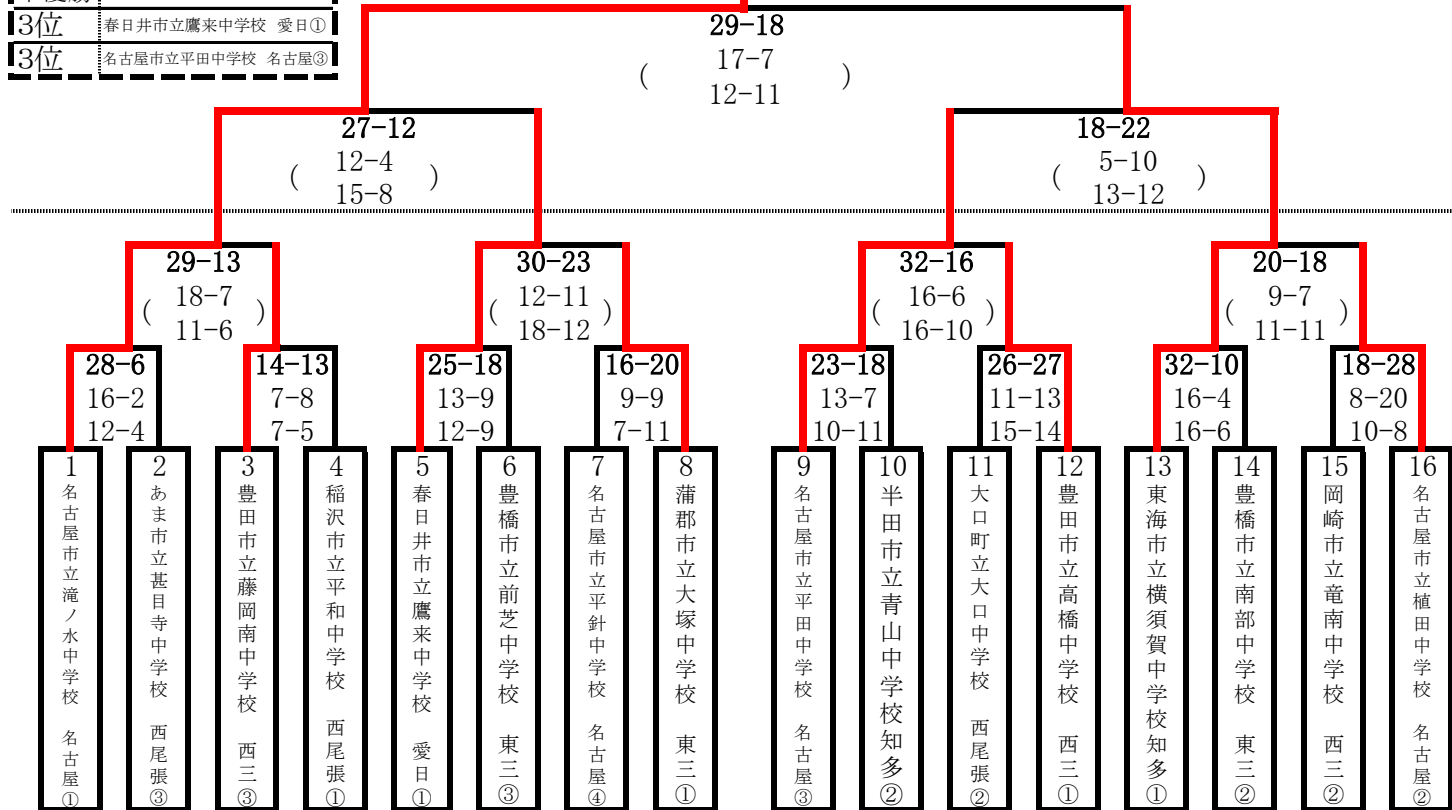 3位 春日井市立鷹来中学校 愛日①
3位 名古屋市立平田中学校 名古屋③
29-18
( 17-7 )
12-11
27-12 18-22
( 12-4 ) ( 5-10 )
15-8 13-12
29-13 30-23 32-16 20-18
( 18-7 ) ( 12-11 ) ( 16-6 ) ( 9-7 )
11-6 18-12 16-10 11-11
28-6 14-13 25-18 16-20 23-18 26-27 32-10 18-28
16-2 7-8 13-9 9-9 13-7 11-13 16-4 8-20
12-4 7-5 12-9 7-11 10-11 15-14 16-6 10-8
1 名古屋市立滝ノ水中学校 名古屋①
2 あま市立甚目寺中学校 西尾張③
3 豊田市立藤岡南中学校 西三③
4 稲沢市立平和中学校 西尾張①
5 春日井市立鷹来中学校 愛日①
6 豊橋市立前芝中学校 東三③
7 名古屋市立平針中学校 名古屋④
8 蒲郡市立大塚中学校 東三①
9 名古屋市立平田中学校 名古屋③
10 半田市立青山中学校知多②
11 大口町立大口中学校 西尾張②
12 豊田市立高橋中学校 西三①
13 東海市立横須賀中学校知多①
14 豊橋市立南部中学校 東三②
15 岡崎市立竜南中学校 西三②
16 名古屋市立植田中学校 名古屋②